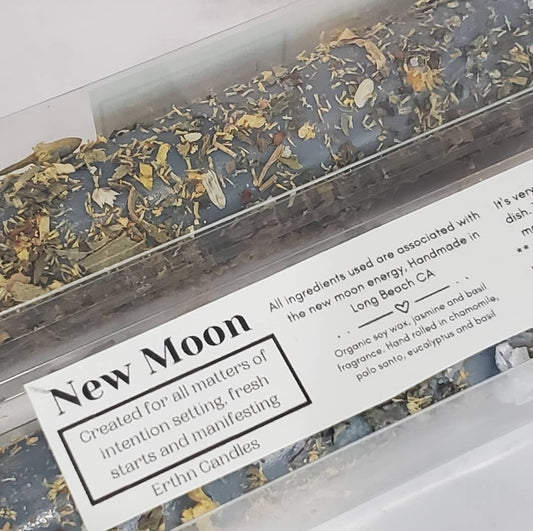 New Moon
Created for all matters of
intention setting, fresh
starts and manifesting
Erthn Candles
All ingredients used are associated with
the new moon energy, Handmade in
Long Beach CA
Organic soy wax, jasmine and basil
fragrance. Hand rolled in chamomile,
palo santo, eucalyptus and basil
It's very
dish.
**